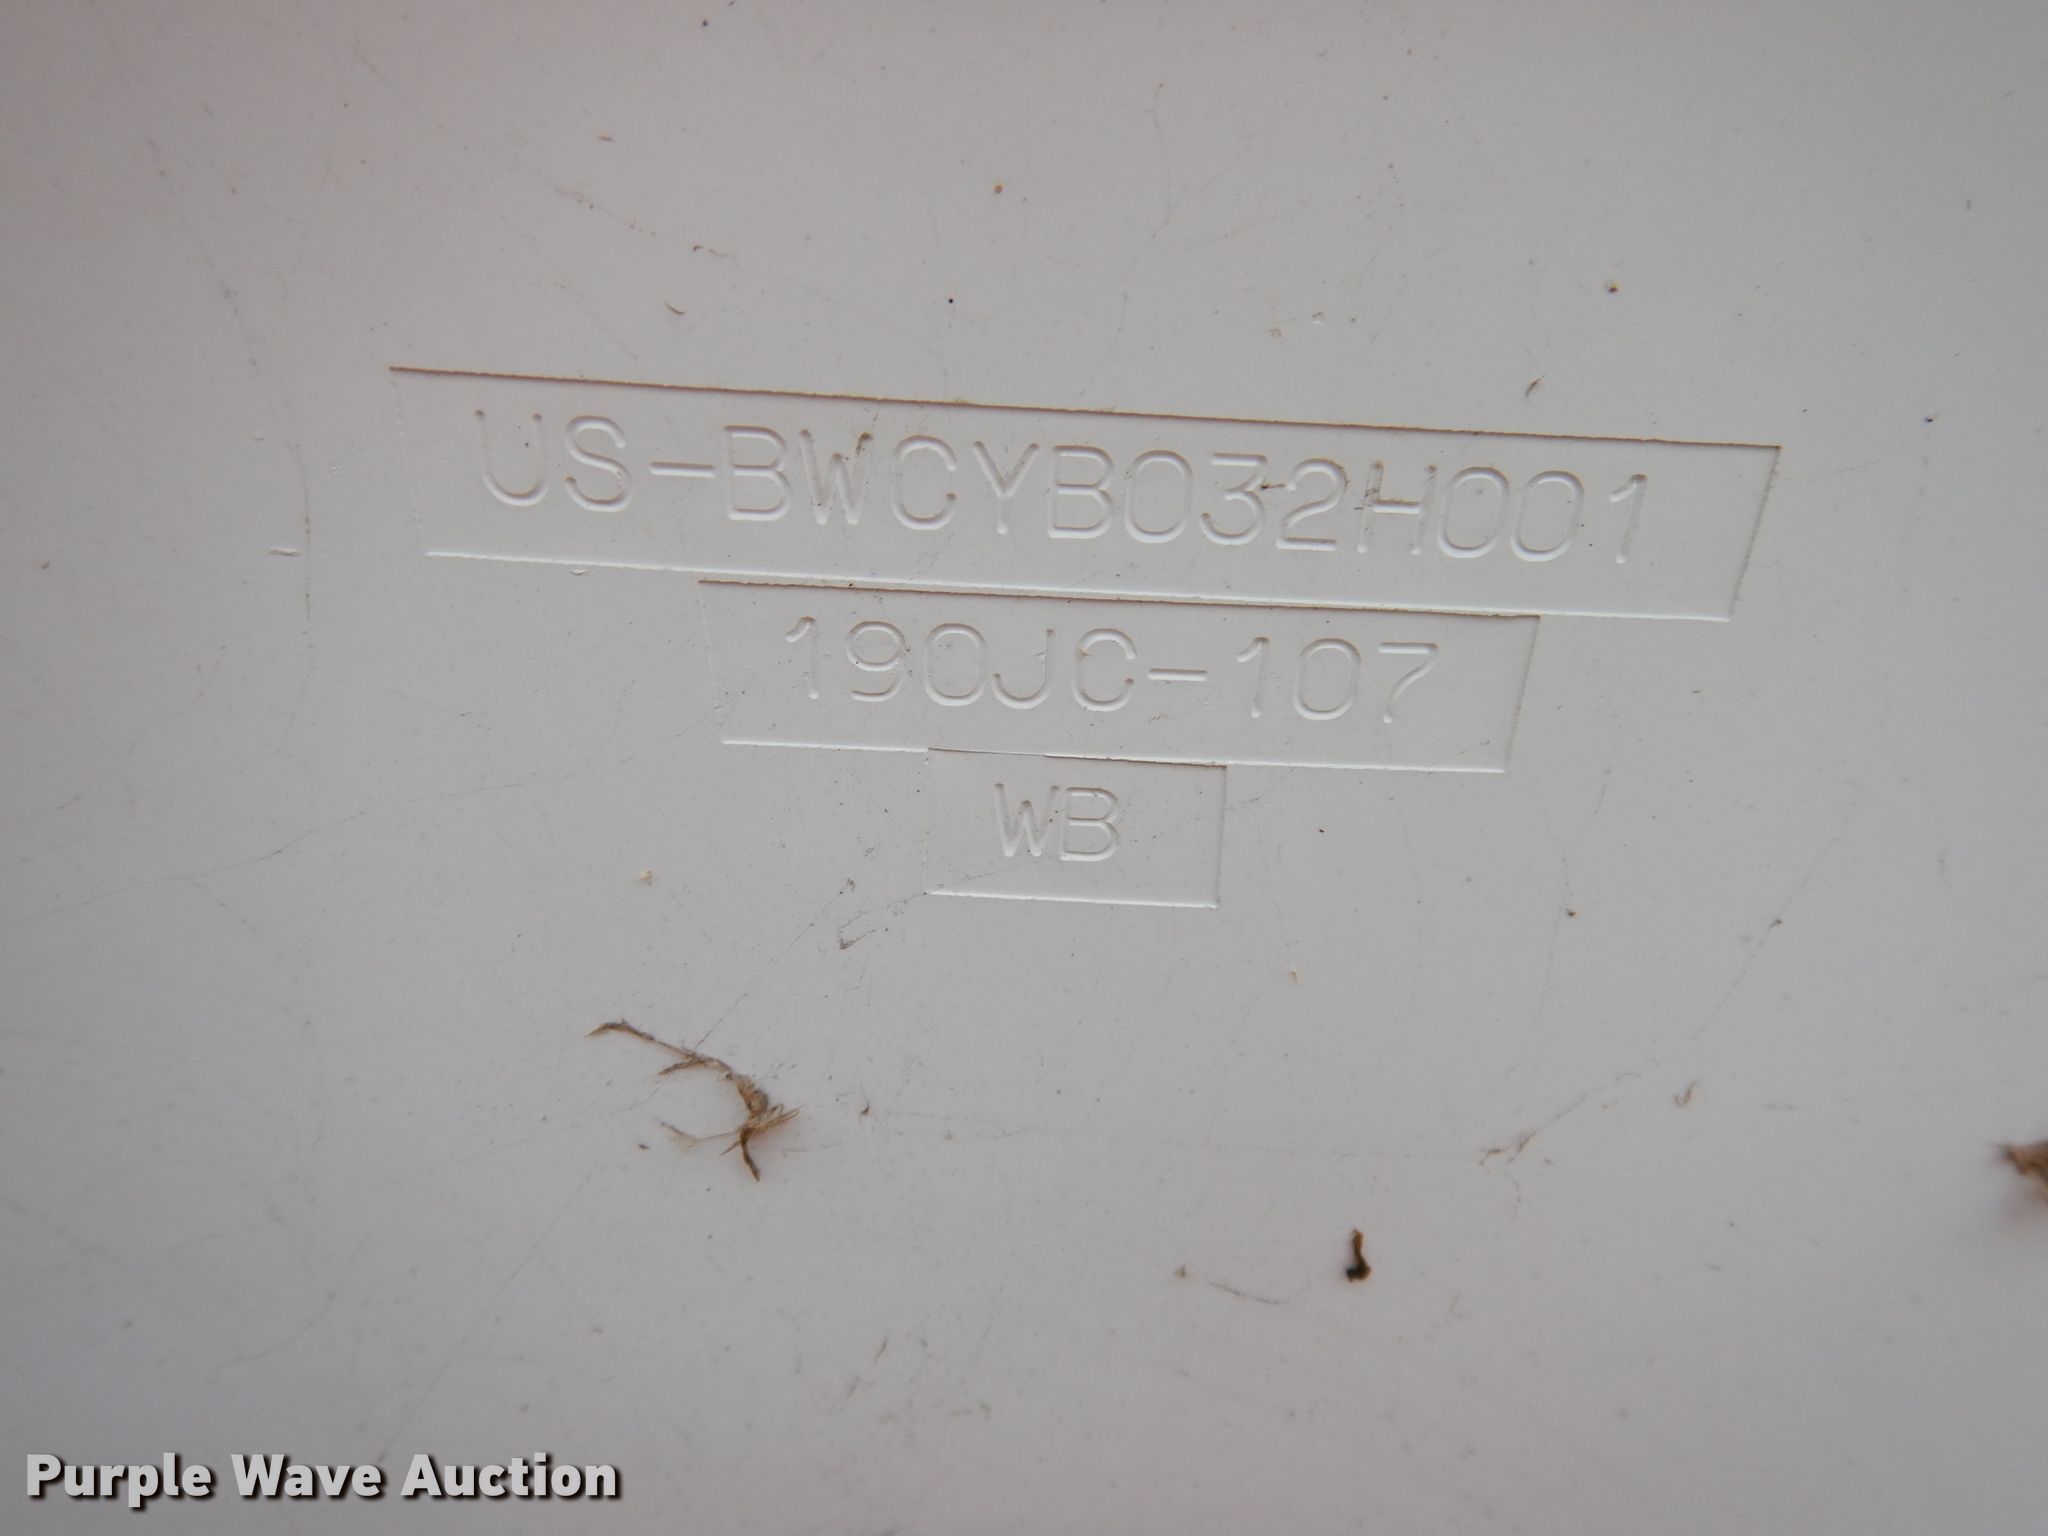 US-BWCYB032H001
190JC-107
WB
Purple Wave Auction